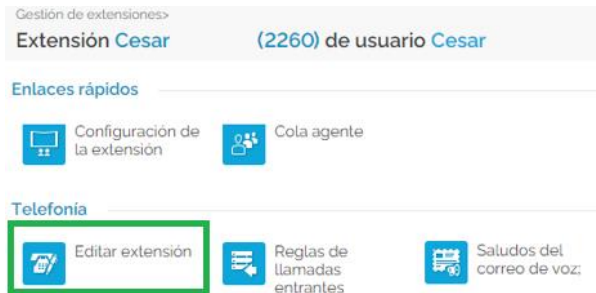 Gestión de extensiones>
Extensión Cesar (2260) de usuario Cesar
Enlaces rápidos
Configuración de
la extensión
Cola agente
Telefonía
Editar extensión
Reglas de
llamadas
entrantes
Saludos del
correo de voz;